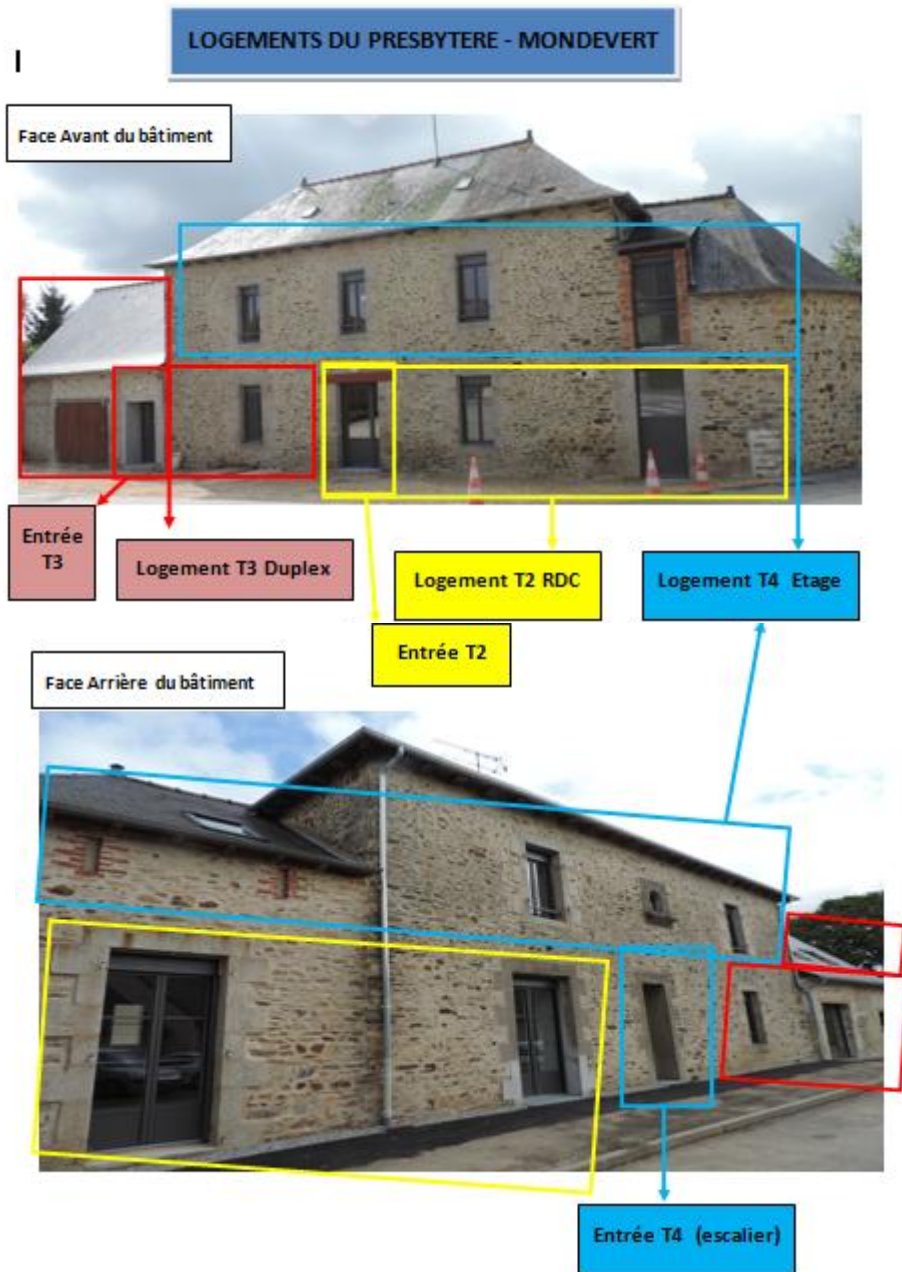 LOGEMENTS DU PRESBYTERE - MONDEVERT
I
Face Avant du bâtiment
Entrée
T3
Logement T3 Duplex
Logement T2 RDC
Logement T4 Etage
Entrée T2
Face Arrière du bâtiment
Entrée T4 (escalier)